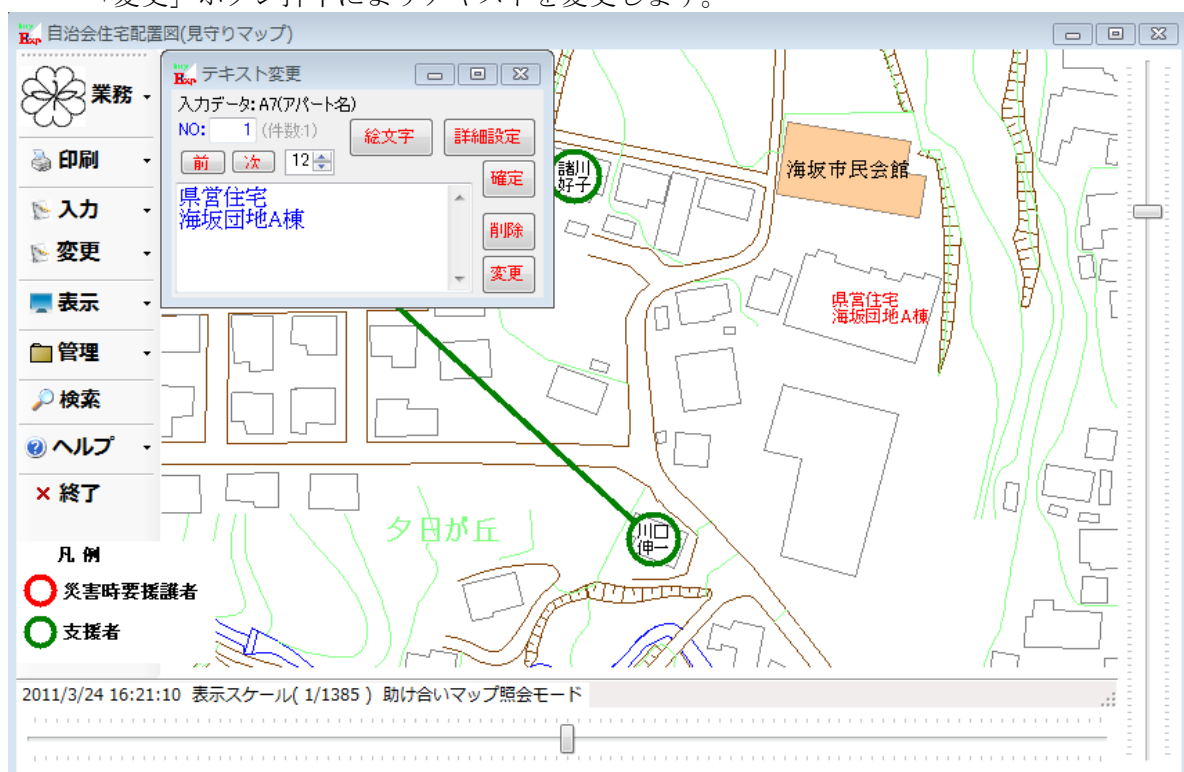 「変更」ボタン押下によりテキストを変更します。
自治会住宅配置図(見守りマップ)
業務
印刷
入力
変更
表示
管理
検索
ヘルプ
× 終了
凡 例
災害時要援護者
支援者
テキスト変更
入力データ: A7(アパート名)
NO: 1 (件数:1)
絵文字
詳細設定
前
次
12
確定
県営住宅
海坂団地A棟
削除
変更
諸川
好子
海坂市民会館
県営住宅
海坂団地A棟
夕日が丘
川口
伸一
2011/3/24 16:21:10 表示スケール( 1/1385 ) 助け合いマップ照会モード